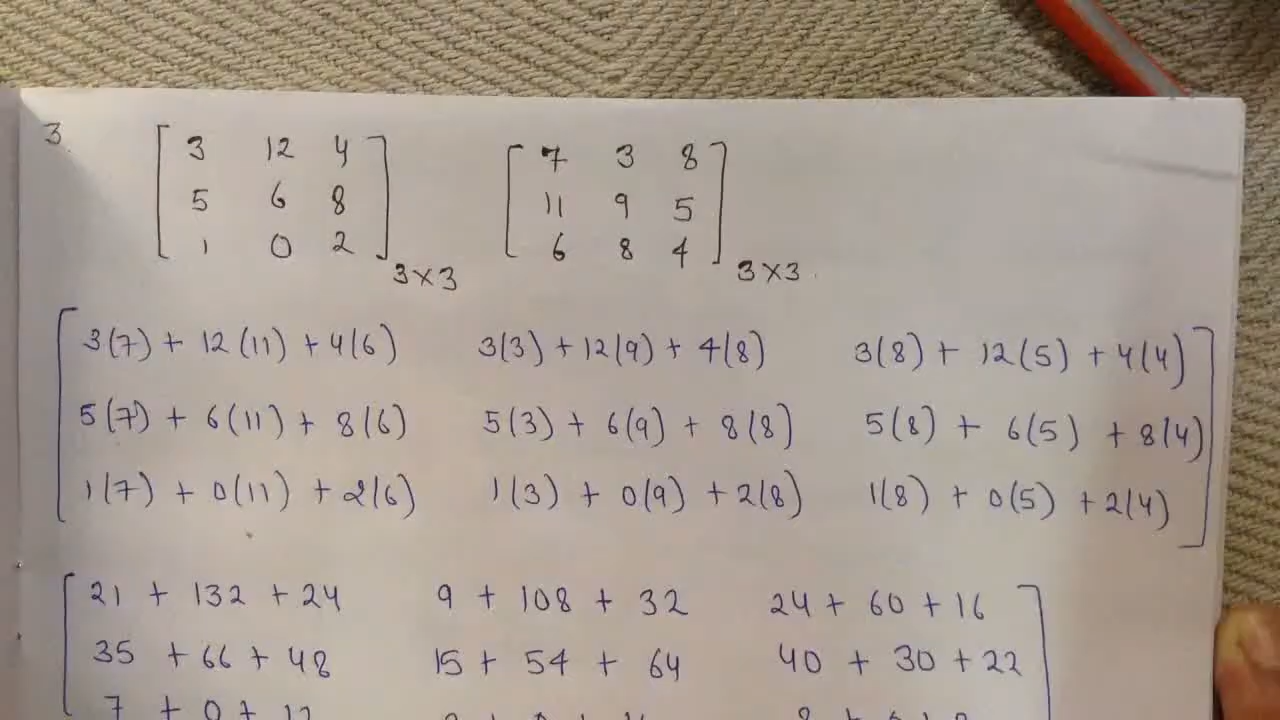 3.
3 12 4 7 3 8
5 6 8 11 9 5
1 0 2 6 8 4
3×3 3×3
3(7) + 12(11) + 4(6) 3(3) + 12(9) + 4(8) 3(8) + 12(5) + 4(4)
5(7) + 6(11) + 8(6) 5(3) + 6(9) + 8(8) 5(8) + 6(5) + 8(4)
1(7) + 0(11) + 2(6) 1(3) + 0(9) + 2(8) 1(8) + 0(5) + 2(4)
21 + 132 + 24 9 + 108 + 32 24 + 60 + 16
35 + 66 + 48 15 + 54 + 64 40 + 30 + 22
7 + 0 + 12